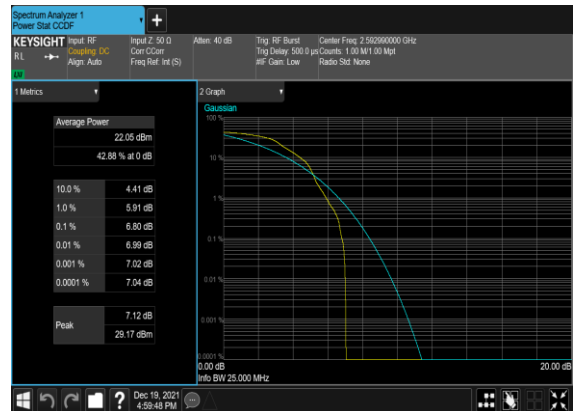 Spectrum Analyzer 1
Power Stat CCDF
KEYSIGHT
RL
Input: RF
Coupling: DC
Align: Auto
Input Z: 50 Ω
Corr CCorr
Freq Ref: Int (S)
Atten: 40 dB
Trig: RF Burst
Trig Delay: 500.0 µs
#IF Gain: Low
Center Freq: 2.592990000 GHz
Counts: 1.00 M/1.00 Mpt
Radio Std: None
1 Metrics
Average Power
22.05 dBm
42.88 % at 0 dB
10.0 % 4.41 dB
1.0 % 5.91 dB
0.1 % 6.80 dB
0.01 % 6.99 dB
0.001 % 7.02 dB
0.0001 % 7.04 dB
Peak
7.12 dB
29.17 dBm
2 Graph
Gaussian
100 %
10 %
1 %
0.1 %
0.01 %
0.001 %
0.0001 %
0.00 dB
20.00 dB
Info BW 25.000 MHz
?
Dec 19, 2021
4:59:48 PM